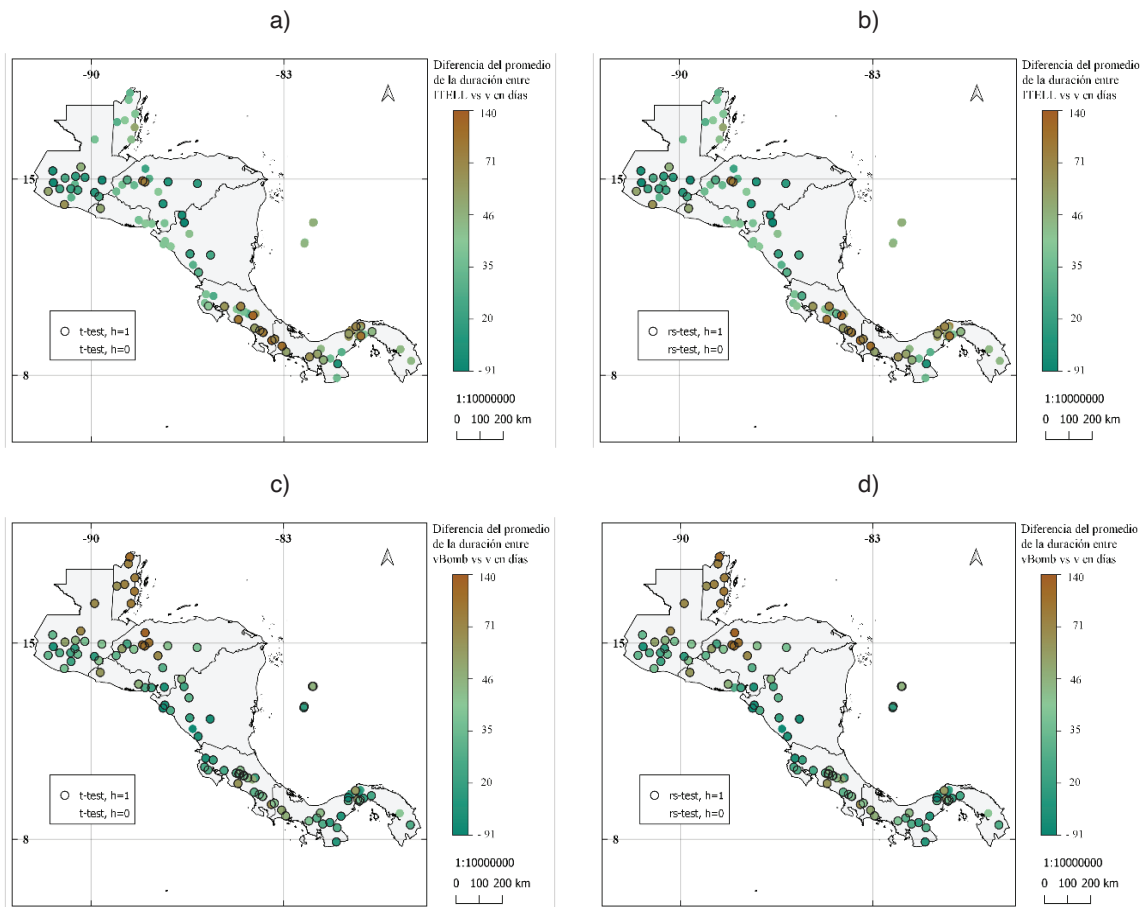 a)
-90
-83
15
8
Diferencia del promedio
de la duración entre
ITELL vs v en días
140
71
46
35
20
- 91
t-test, h=1
t-test, h=0
1:10000000
0 100 200 km
b)
-90
-83
15
8
Diferencia del promedio
de la duración entre
ITELL vs v en días
140
71
46
35
20
- 91
rs-test, h=1
rs-test, h=0
1:10000000
0 100 200 km
c)
-90
-83
15
8
Diferencia del promedio
de la duración entre
vBomb vs v en días
140
71
46
35
20
- 91
t-test, h=1
t-test, h=0
1:10000000
0 100 200 km
d)
-90
-83
15
8
Diferencia del promedio
de la duración entre
vBomb vs v en días
140
71
46
35
20
- 91
rs-test, h=1
rs-test, h=0
1:10000000
0 100 200 km